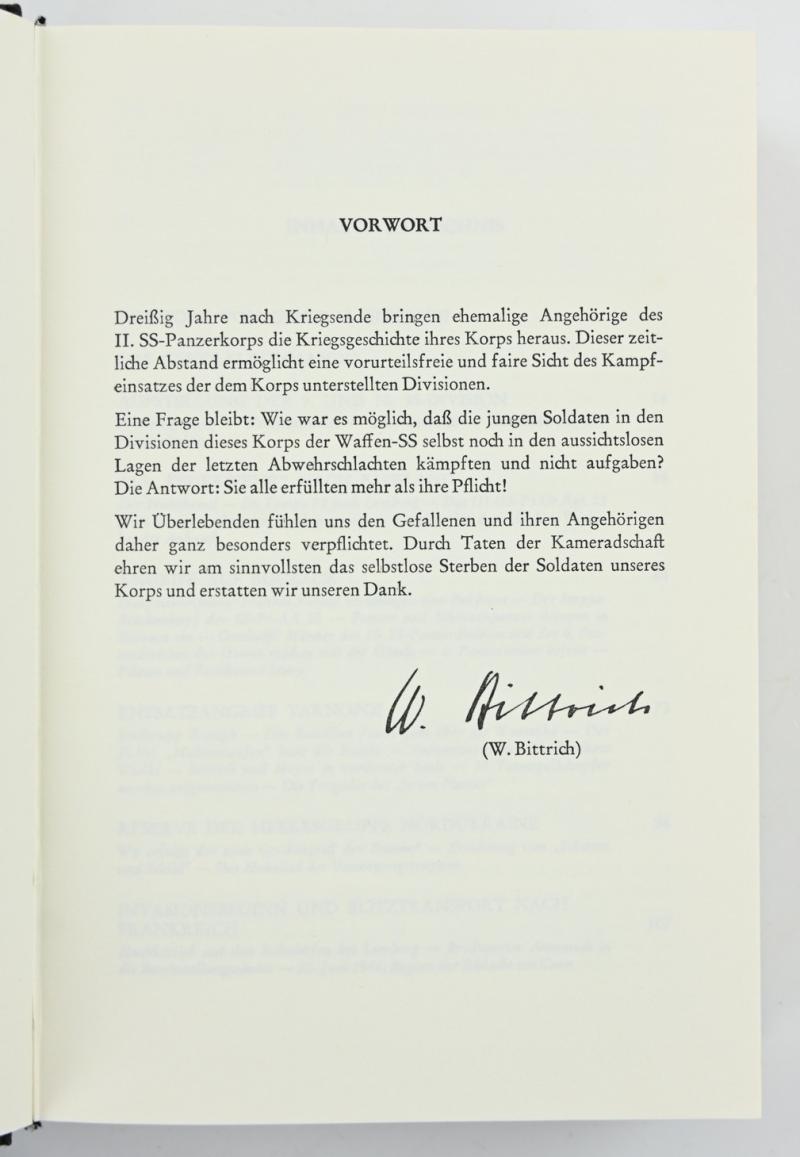 VORWORT
Dreißig Jahre nach Kriegsende bringen ehemalige Angehörige des
II. SS-Panzerkorps die Kriegsgeschichte ihres Korps heraus. Dieser zeit-
liche Abstand ermöglicht eine vorurteilsfreie und faire Sicht des Kampf-
einsatzes der dem Korps unterstellten Divisionen.
Eine Frage bleibt: Wie war es möglich, daß die jungen Soldaten in den
Divisionen dieses Korps der Waffen-SS selbst noch in den aussichtslosen
Lagen der letzten Abwehrschlachten kämpften und nicht aufgaben?
Die Antwort: Sie alle erfüllten mehr als ihre Pflicht!
Wir Überlebenden fühlen uns den Gefallenen und ihren Angehörigen
daher ganz besonders verpflichtet. Durch Taten der Kameradschaft
ehren wir am sinnvollsten das selbstlose Sterben der Soldaten unseres
Korps und erstatten wir unseren Dank.
W. Bittrich
(W. Bittrich)